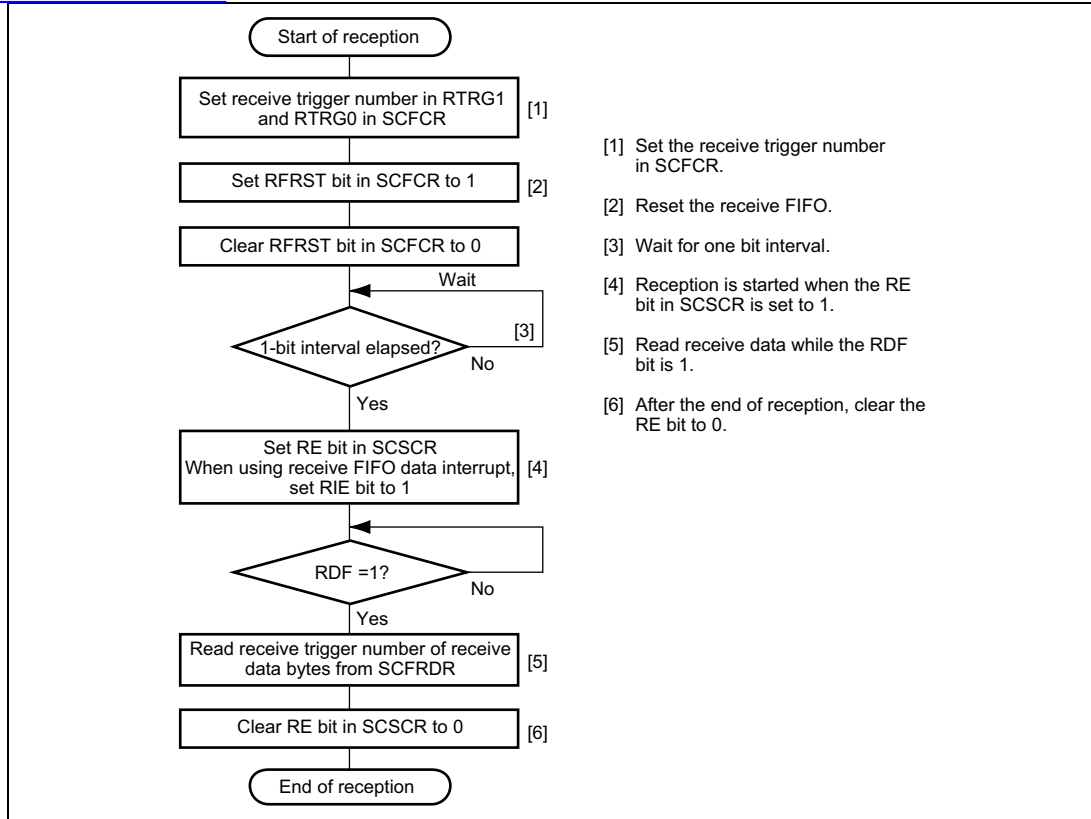 Start of reception
Set receive trigger number in RTRG1
and RTRG0 in SCFCR
[1]
Set RFRST bit in SCFCR to 1
[2]
Clear RFRST bit in SCFCR to 0
Wait
1-bit interval elapsed?
[3]
No
Yes
Set RE bit in SCSCR
When using receive FIFO data interrupt,
set RIE bit to 1
[4]
RDF =1?
No
Yes
Read receive trigger number of receive
data bytes from SCFRDR
[5]
Clear RE bit in SCSCR to 0
[6]
End of reception
[1] Set the receive trigger number
in SCFCR.
[2] Reset the receive FIFO.
[3] Wait for one bit interval.
[4] Reception is started when the RE
bit in SCSCR is set to 1.
[5] Read receive data while the RDF
bit is 1.
[6] After the end of reception, clear the
RE bit to 0.